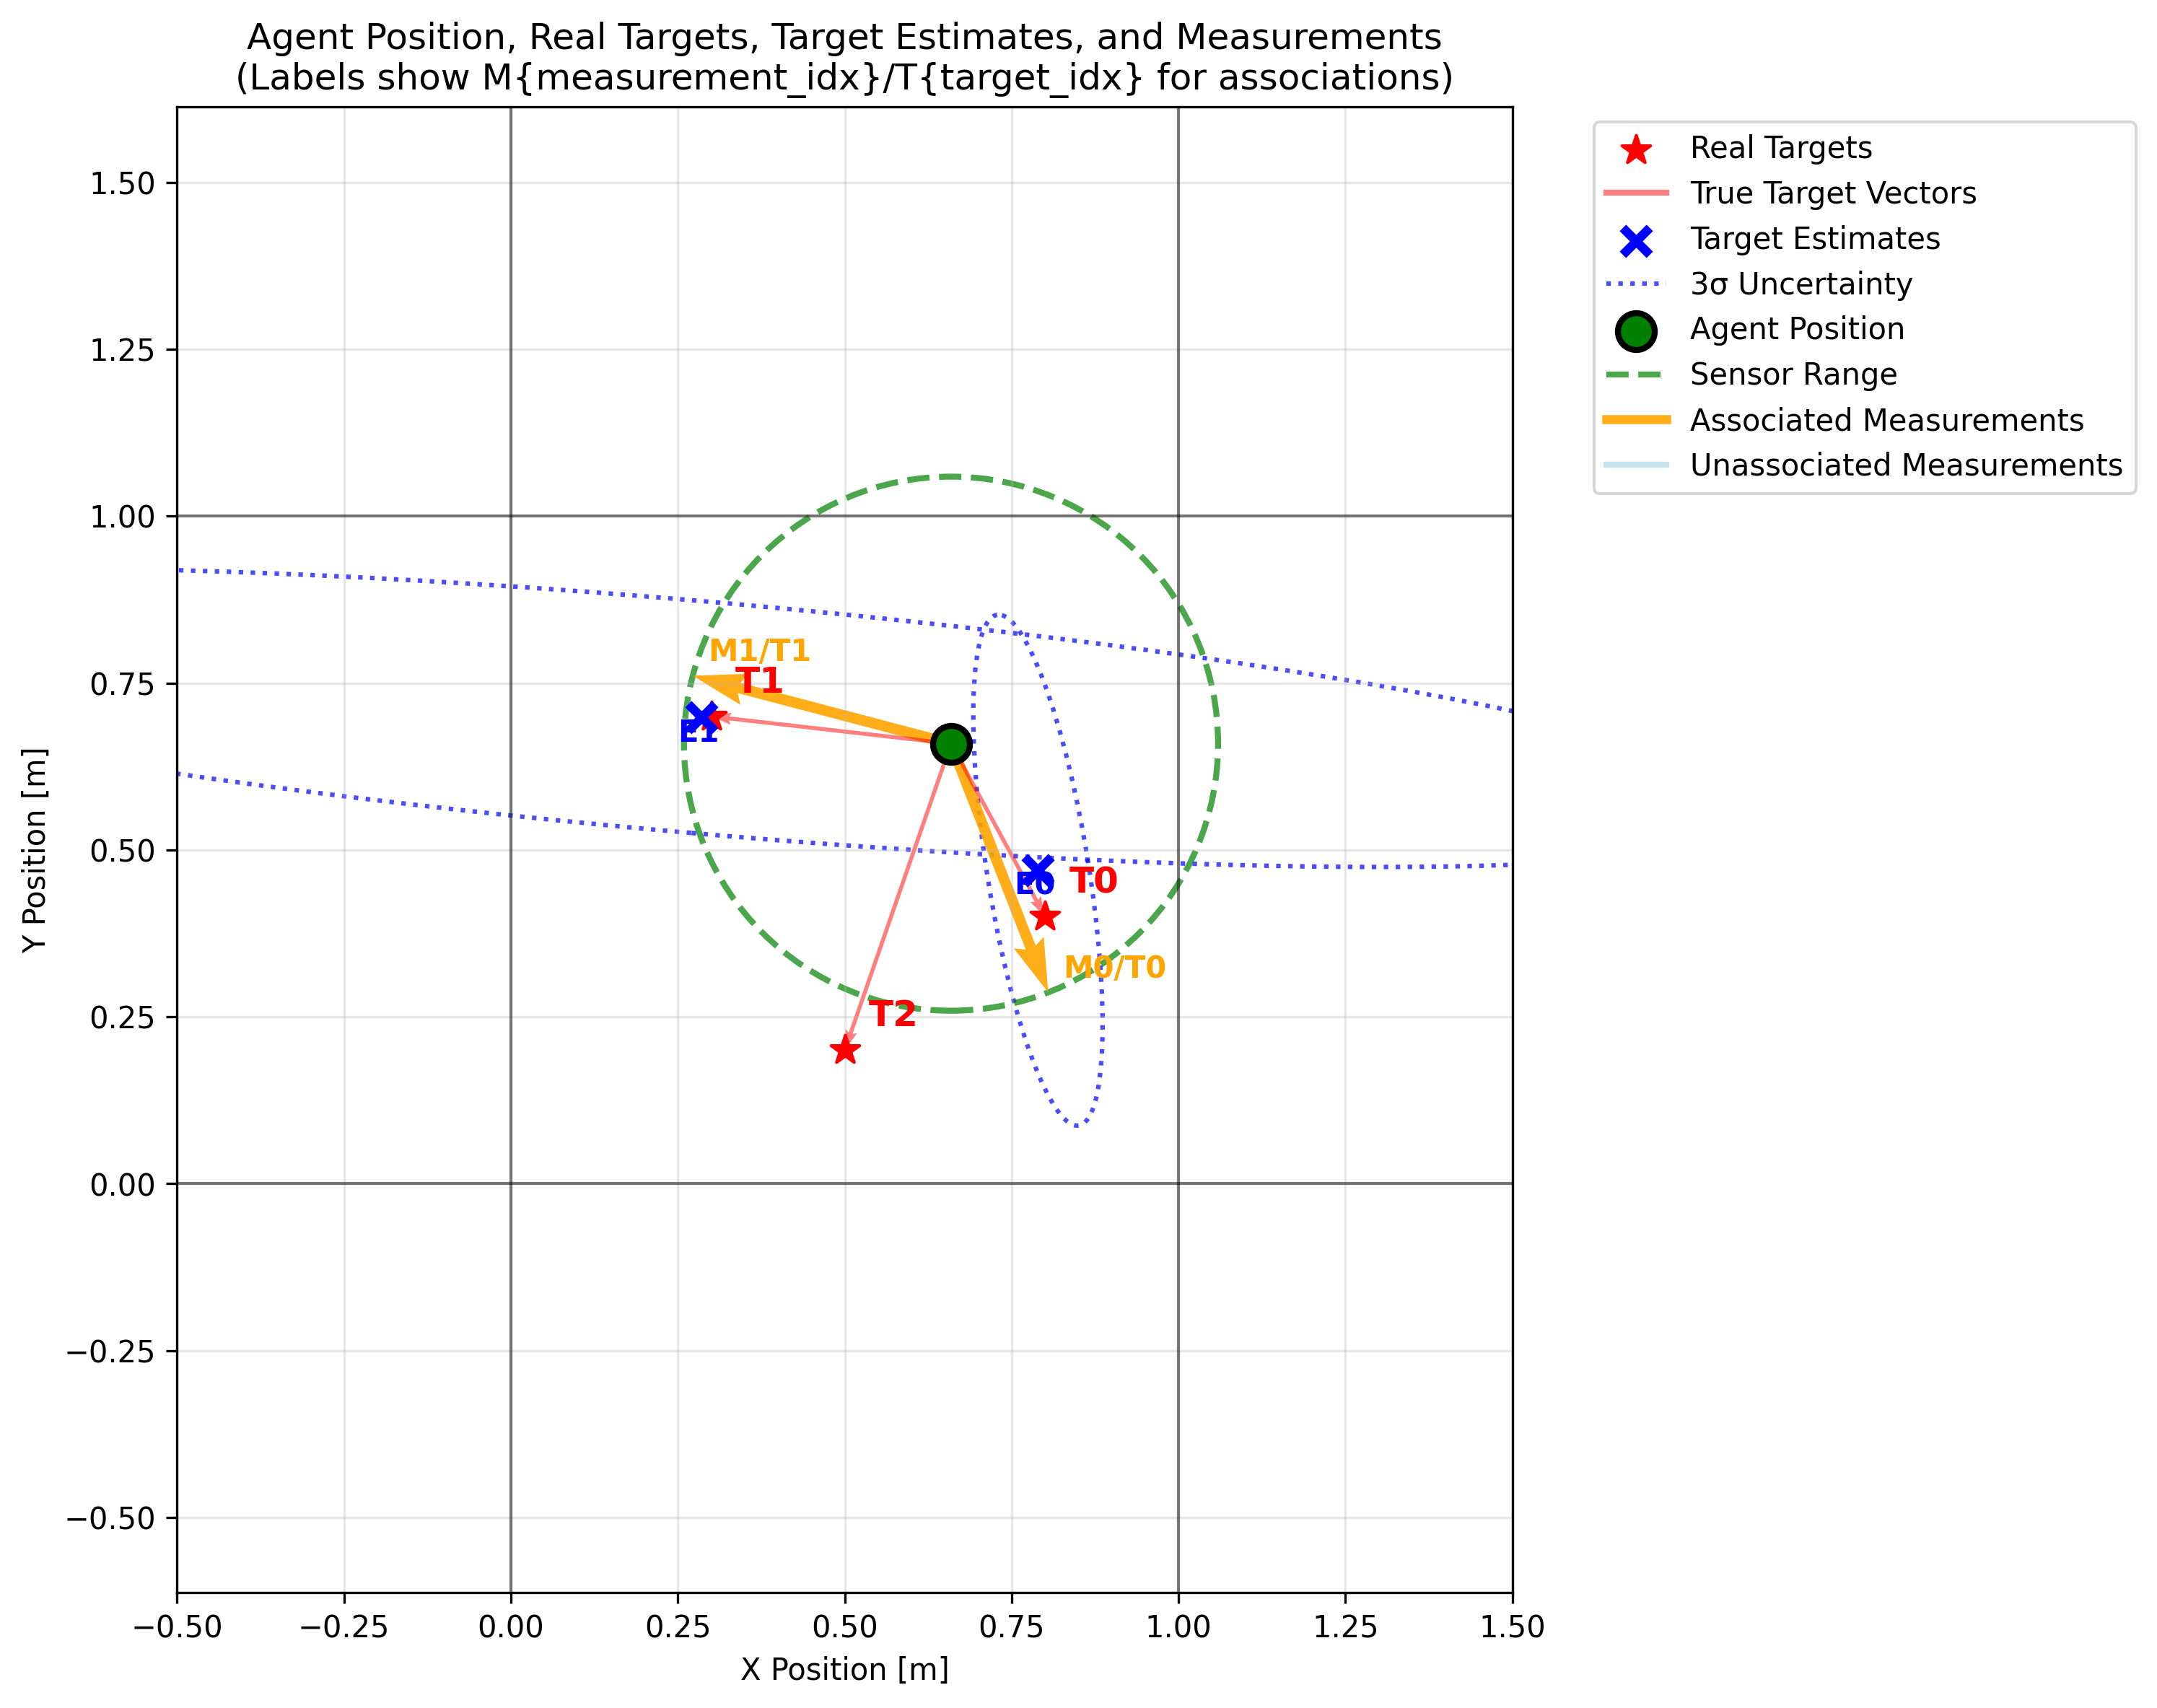 Agent Position, Real Targets, Target Estimates, and Measurements
(Labels show M{measurement_idx}/T{target_idx} for associations)
Real Targets
True Target Vectors
Target Estimates
3σ Uncertainty
Agent Position
Sensor Range
Associated Measurements
Unassociated Measurements
Y Position [m]
1.50
1.25
1.00
0.75
0.50
0.25
0.00
−0.25
−0.50
M1/T1
T1
E1
E0
T0
M0/T0
T2
−0.50
−0.25
0.00
0.25
0.50
0.75
1.00
1.25
1.50
X Position [m]